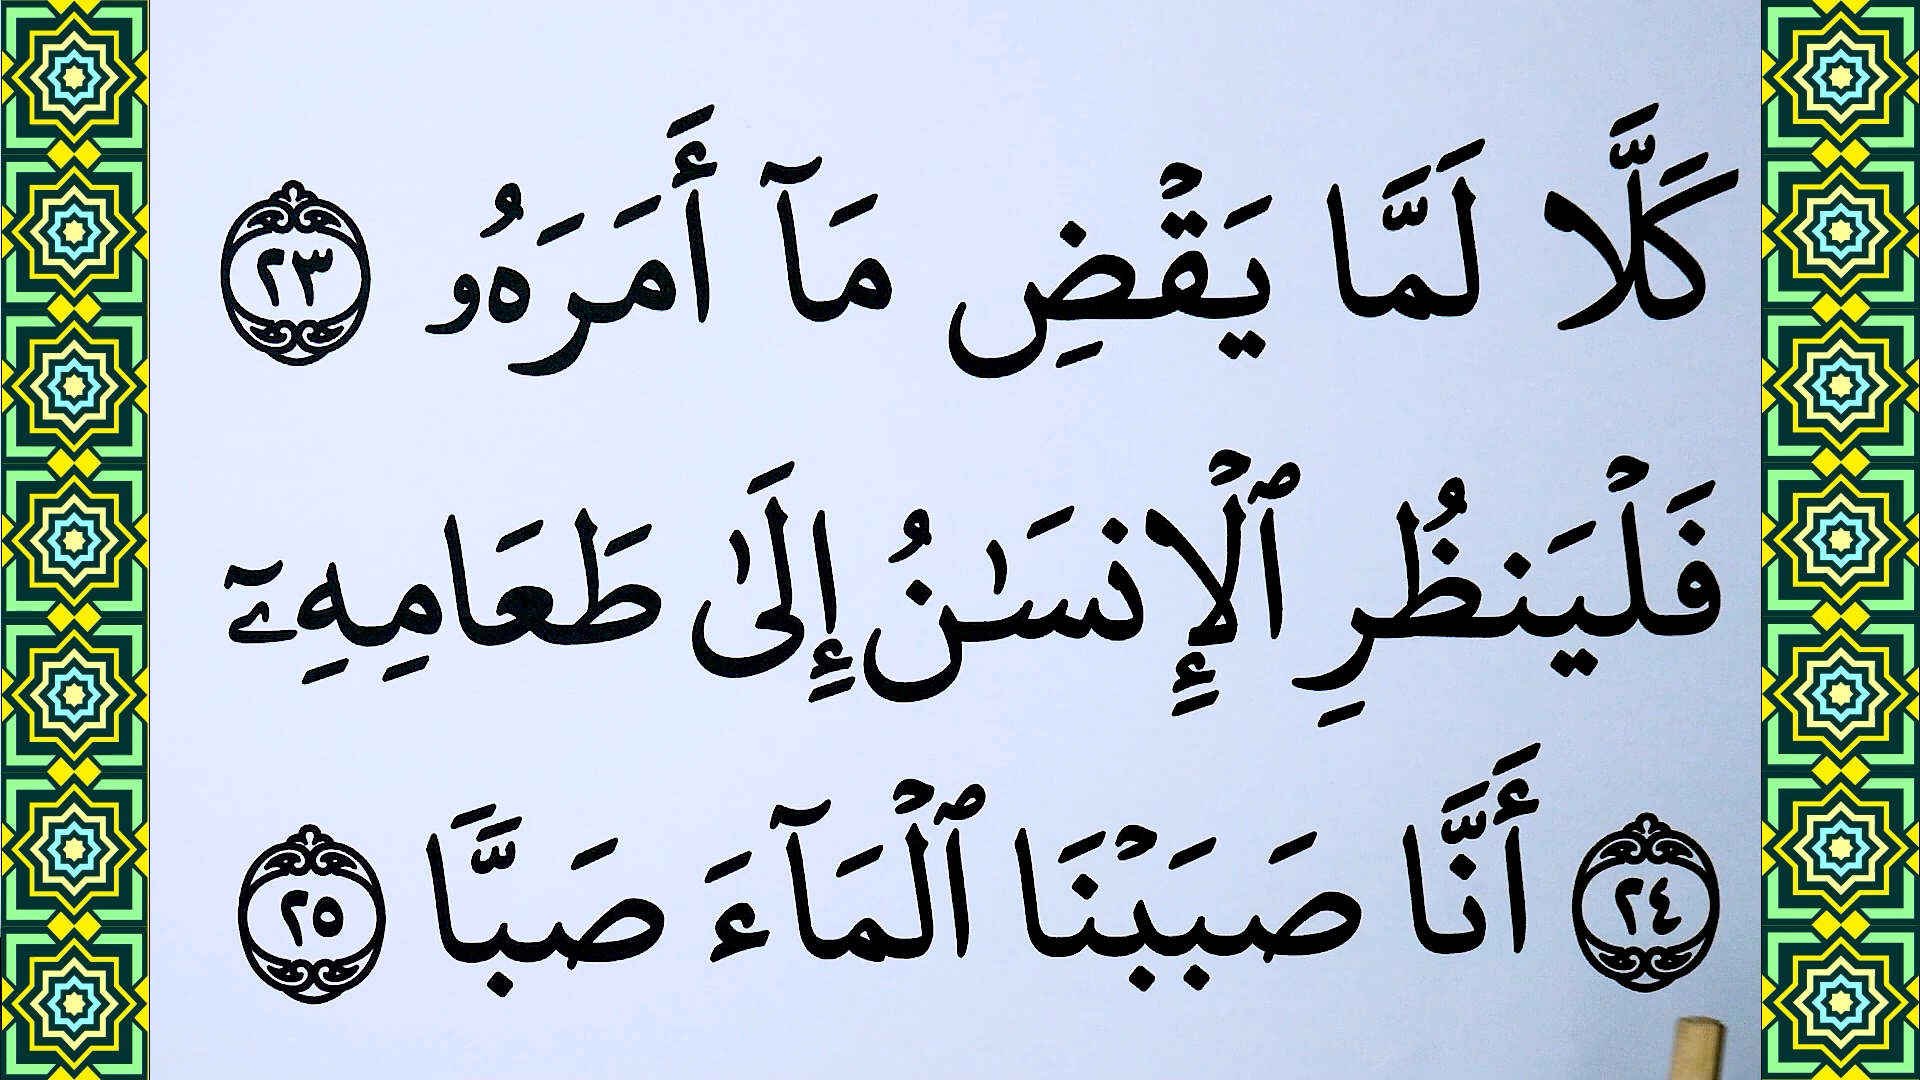 كَلَّا لَمَّا يَقۡضِ مَآ أَمَرَهُۥ ٢٣
فَلۡيَنظُرِ ٱلۡإِنسَٰنُ إِلَىٰ طَعَامِهِۦٓ
٢٤ أَنَّا صَبَبۡنَا ٱلۡمَآءَ صَبَّٗا ٢٥